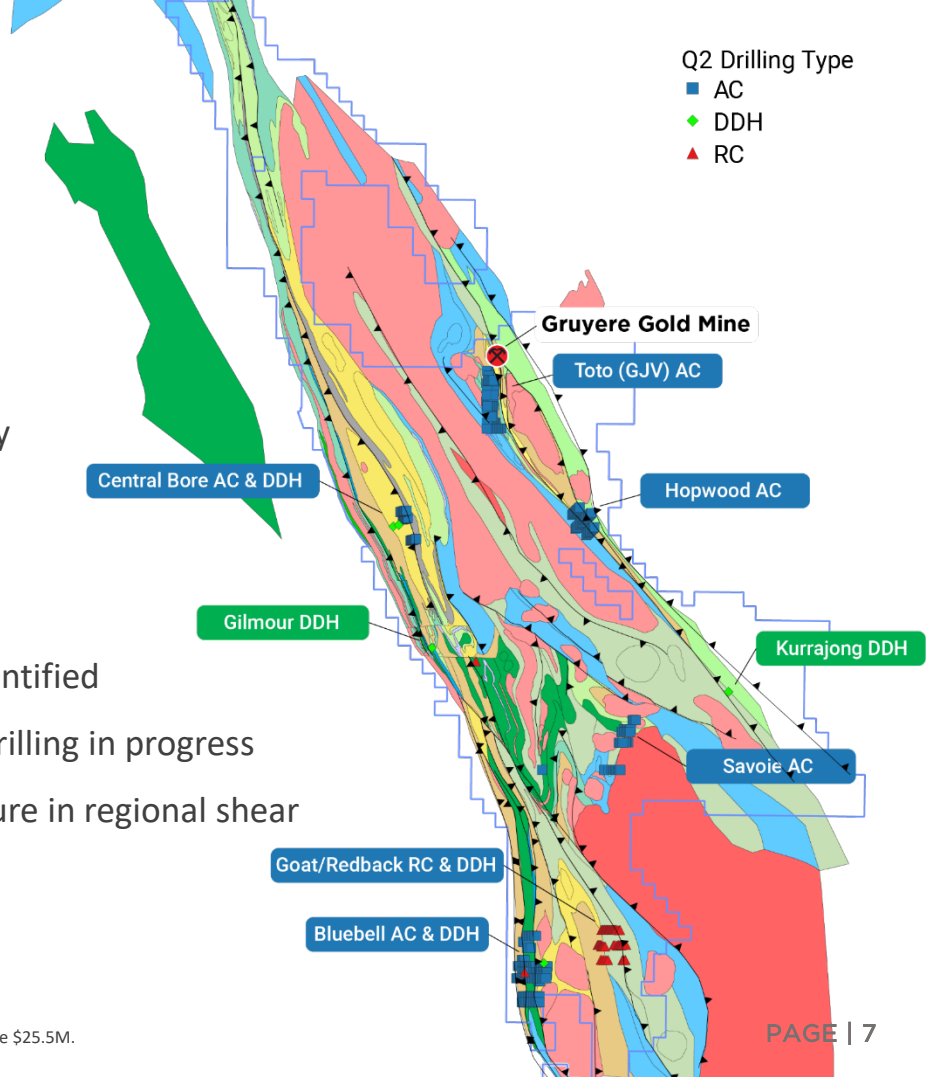 Q2 Drilling Type
AC
DDH
RC
Gruyere Gold Mine
Toto (GJV) AC
Central Bore AC & DDH
Hopwood AC
Gilmour DDH
Kurrajong DDH
rilling in progress
ure in regional shear
Savoie AC
Goat/Redback RC & DDH
Bluebell AC & DDH
e $25.5M.
PAGE | 7